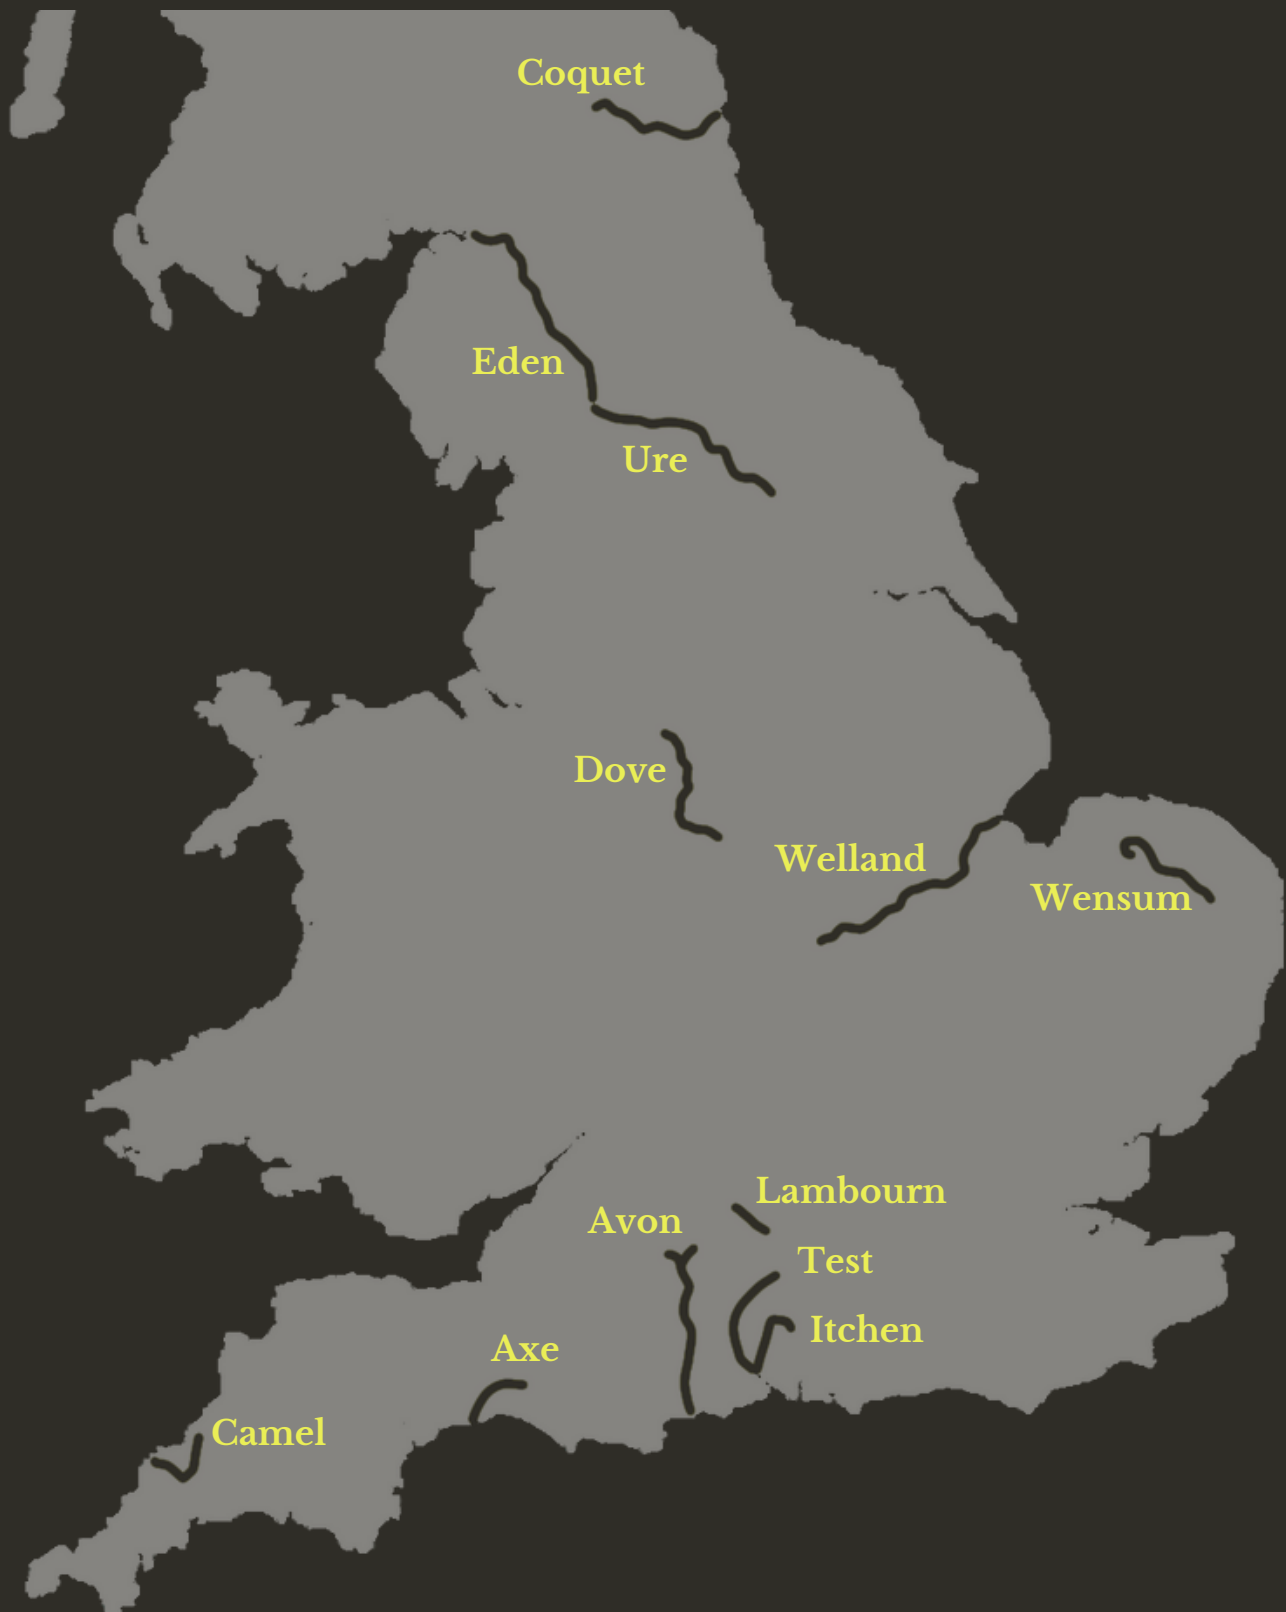 Coquet
Eden
Ure
Dove
Welland
Wensum
Lambourn
Avon
Test
Itchen
Axe
Camel